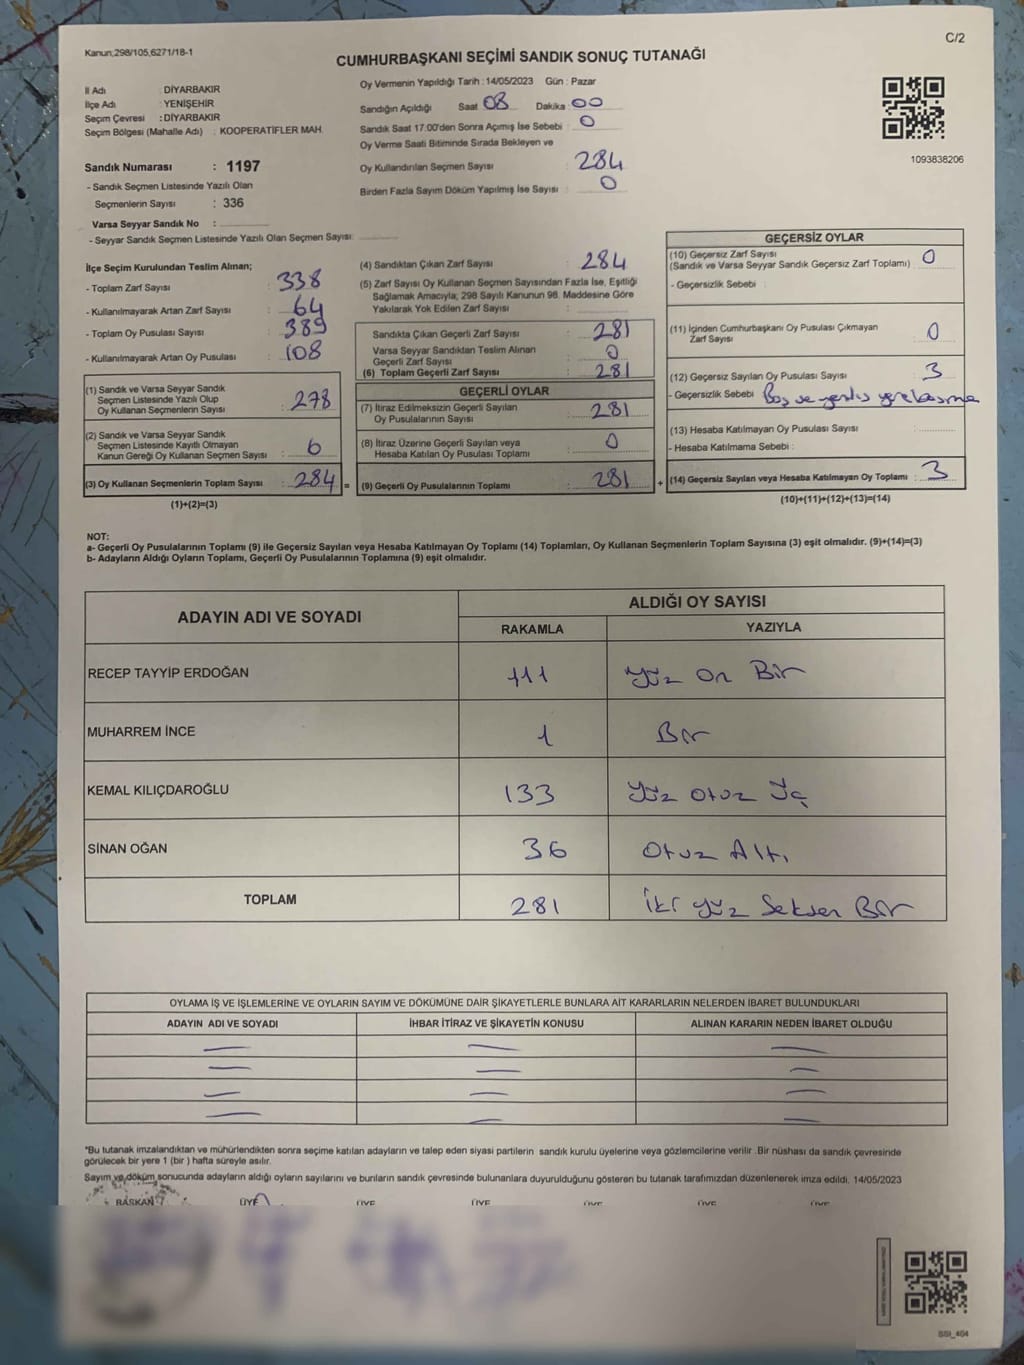 Kanun;298/105,6271/18-1
C/2
CUMHURBAŞKANI SEÇİMİ SANDIK SONUÇ TUTANAĞI
İl Adı : DİYARBAKIR
İlçe Adı : YENİŞEHİR
Seçim Çevresi : DİYARBAKIR
Seçim Bölgesi (Mahalle Adı) : KOOPERATİFLER MAH.
Sandık Numarası : 1197
- Sandık Seçmen Listesinde Yazılı Olan
Seçmenlerin Sayısı : 336
Varsa Seyyar Sandık No :
- Seyyar Sandık Seçmen Listesinde Yazılı Olan Seçmen Sayısı:
Oy Vermenin Yapıldığı Tarih : 14/05/2023 Gün : Pazar
Sandığın Açıldığı Saat 08 Dakika 00
Sandık Saat 17:00'den Sonra Açılmış İse Sebebi : 0
Oy Verme Saati Bitiminde Sırada Bekleyen ve
Oy Kullandırılan Seçmen Sayısı : 284
Birden Fazla Sayım Döküm Yapılmış İse Sayısı : 0
1093838206
İlçe Seçim Kurulundan Teslim Alınan;
- Toplam Zarf Sayısı : 338
- Kullanılmayarak Artan Zarf Sayısı : 64
- Toplam Oy Pusulası Sayısı : 389
- Kullanılmayarak Artan Oy Pusulası : 108
(1) Sandık ve Varsa Seyyar Sandık
Seçmen Listesinde Yazılı Olup
Oy Kullanan Seçmenlerin Sayısı : 278
(2) Sandık ve Varsa Seyyar Sandık
Seçmen Listesinde Kayıtlı Olmayan
Kanun Gereği Oy Kullanan Seçmen Sayısı : 6
(3) Oy Kullanan Seçmenlerin Toplam Sayısı : 284 =
(1)+(2)=(3)
(4) Sandıktan Çıkan Zarf Sayısı : 284
(5) Zarf Sayısı Oy Kullanan Seçmen Sayısından Fazla İse, Eşitliği
Sağlamak Amacıyla; 298 Sayılı Kanunun 98. Maddesine Göre
Yakılarak Yok Edilen Zarf Sayısı :
Sandıkta Çıkan Geçerli Zarf Sayısı : 281
Varsa Seyyar Sandıktan Teslim Alınan
Geçerli Zarf Sayısı : 0
(6) Toplam Geçerli Zarf Sayısı : 281
GEÇERLİ OYLAR
(7) İtiraz Edilmeksizin Geçerli Sayılan
Oy Pusulalarının Sayısı : 281
(8) İtiraz Üzerine Geçerli Sayılan veya
Hesaba Katılan Oy Pusulası Toplamı : 0
(9) Geçerli Oy Pusulalarının Toplamı : 281 +
GEÇERSİZ OYLAR
(10) Geçersiz Zarf Sayısı
(Sandık ve Varsa Seyyar Sandık Geçersiz Zarf Toplamı) : 0
- Geçersizlik Sebebi :
(11) İçinden Cumhurbaşkanı Oy Pusulası Çıkmayan
Zarf Sayısı : 0
(12) Geçersiz Sayılan Oy Pusulası Sayısı : 3
- Geçersizlik Sebebi : Boş ve yanlış yere basma
(13) Hesaba Katılmayan Oy Pusulası Sayısı :
- Hesaba Katılmama Sebebi :
(14) Geçersiz Sayılan veya Hesaba Katılmayan Oy Toplamı : 3
(10)+(11)+(12)+(13)=(14)
NOT:
a- Geçerli Oy Pusulalarının Toplamı (9) ile Geçersiz Sayılan veya Hesaba Katılmayan Oy Toplamı (14) Toplamları, Oy Kullanan Seçmenlerin Toplam Sayısına (3) eşit olmalıdır. (9)+(14)=(3)
b- Adayların Aldığı Oyların Toplamı, Geçerli Oy Pusulalarının Toplamına (9) eşit olmalıdır.
ADAYIN ADI VE SOYADI ALDIĞI OY SAYISI
RAKAMLA YAZIYLA
RECEP TAYYİP ERDOĞAN 111 Yüz On Bir
MUHARREM İNCE 1 Bir
KEMAL KILIÇDAROĞLU 133 Yüz Otuz Üç
SİNAN OĞAN 36 Otuz Altı
TOPLAM 281 İki yüz Seksen Bir
OYLAMA İŞ VE İŞLEMLERİNE VE OYLARIN SAYIM VE DÖKÜMÜNE DAİR ŞİKAYETLERLE BUNLARA AİT KARARLARIN NELERDEN İBARET BULUNDUKLARI
ADAYIN ADI VE SOYADI İHBAR İTİRAZ VE ŞİKAYETİN KONUSU ALINAN KARARIN NEDEN İBARET OLDUĞU
*Bu tutanak imzalandıktan ve mühürlendikten sonra seçime katılan adayların ve talep eden siyasi partilerin sandık kurulu üyelerine veya gözlemcilerine verilir. Bir nüshası da sandık çevresinde
görülecek bir yere 1 (bir ) hafta süreyle asılır.
Sayım ve döküm sonucunda adayların aldığı oyların sayılarını ve bunların sandık çevresinde bulunanlara duyurulduğunu gösteren bu tutanak tarafımızdan düzenlenerek imza edildi. 14/05/2023
BAŞKAN ÜYE ÜYE ÜYE ÜYE ÜYE ÜYE
SSI_404